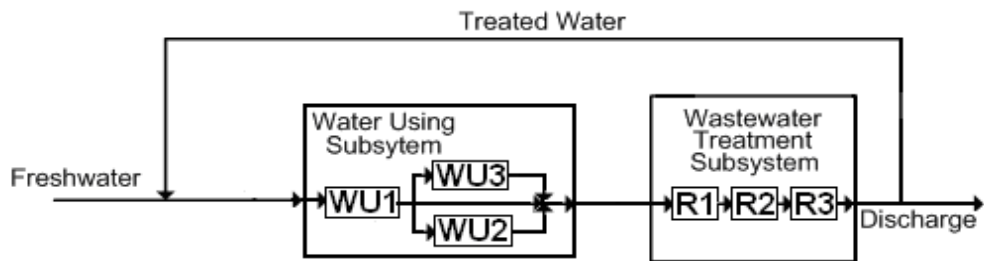 Treated Water
Water Using
Subsytem
Wastewater
Treatment
Subsystem
Freshwater
WU1
WU3
WU2
R1
R2
R3
Discharge